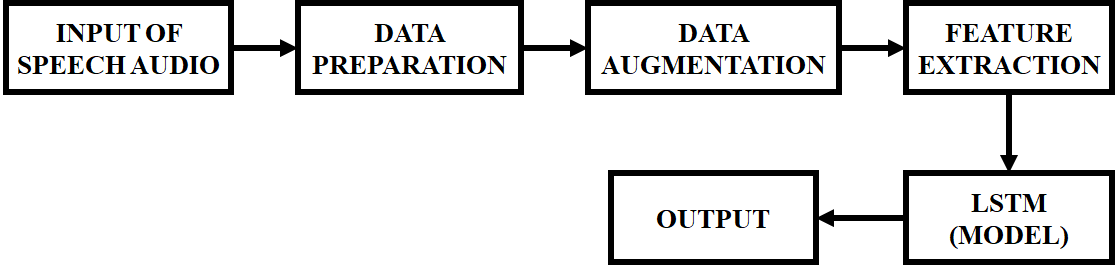 INPUT OF
SPEECH AUDIO
DATA
PREPARATION
DATA
AUGMENTATION
FEATURE
EXTRACTION
LSTM
(MODEL)
OUTPUT